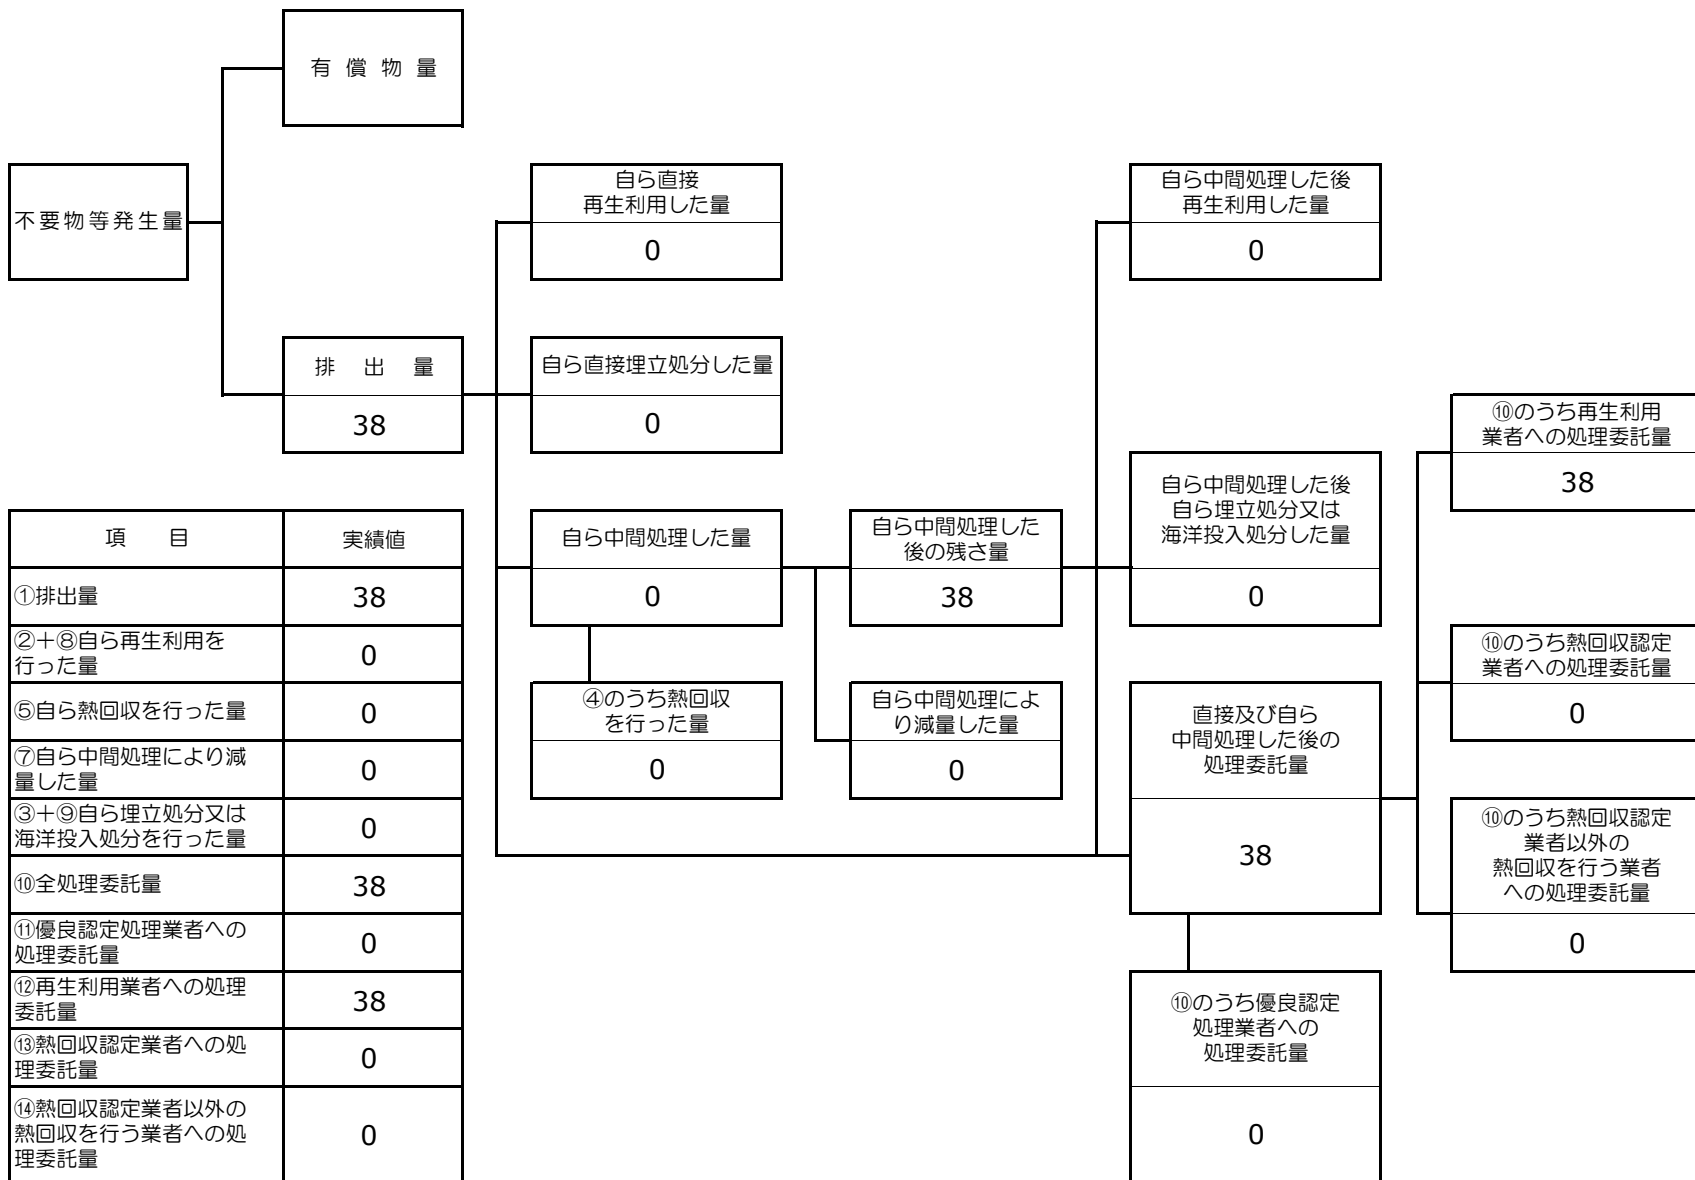 有償物量
不要物等発生量
自ら直接
再生利用した量
0
自ら中間処理した後
再生利用した量
0
排出量
38
自ら直接埋立処分した量
0
⑩のうち再生利用
業者への処理委託量
38
自ら中間処理した量
0
自ら中間処理した
後の残さ量
38
自ら中間処理した後
自ら埋立処分又は
海洋投入処分した量
0
④のうち熱回収
を行った量
0
自ら中間処理によ
り減量した量
0
直接及び自ら
中間処理した後の
処理委託量
38
⑩のうち熱回収認定
業者への処理委託量
0
⑩のうち熱回収認定
業者以外の
熱回収を行う業者
への処理委託量
0
⑩のうち優良認定
処理業者への
処理委託量
0
項目 実績値
①排出量 38
②+⑧自ら再生利用を
行った量 0
⑤自ら熱回収を行った量 0
⑦自ら中間処理により減
量した量 0
③+⑨自ら埋立処分又は
海洋投入処分を行った量 0
⑩全処理委託量 38
⑪優良認定処理業者への
処理委託量 0
⑫再生利用業者への処理
委託量 38
⑬熱回収認定業者への処
理委託量 0
⑭熱回収認定業者以外の
熱回収を行う業者への処
理委託量 0